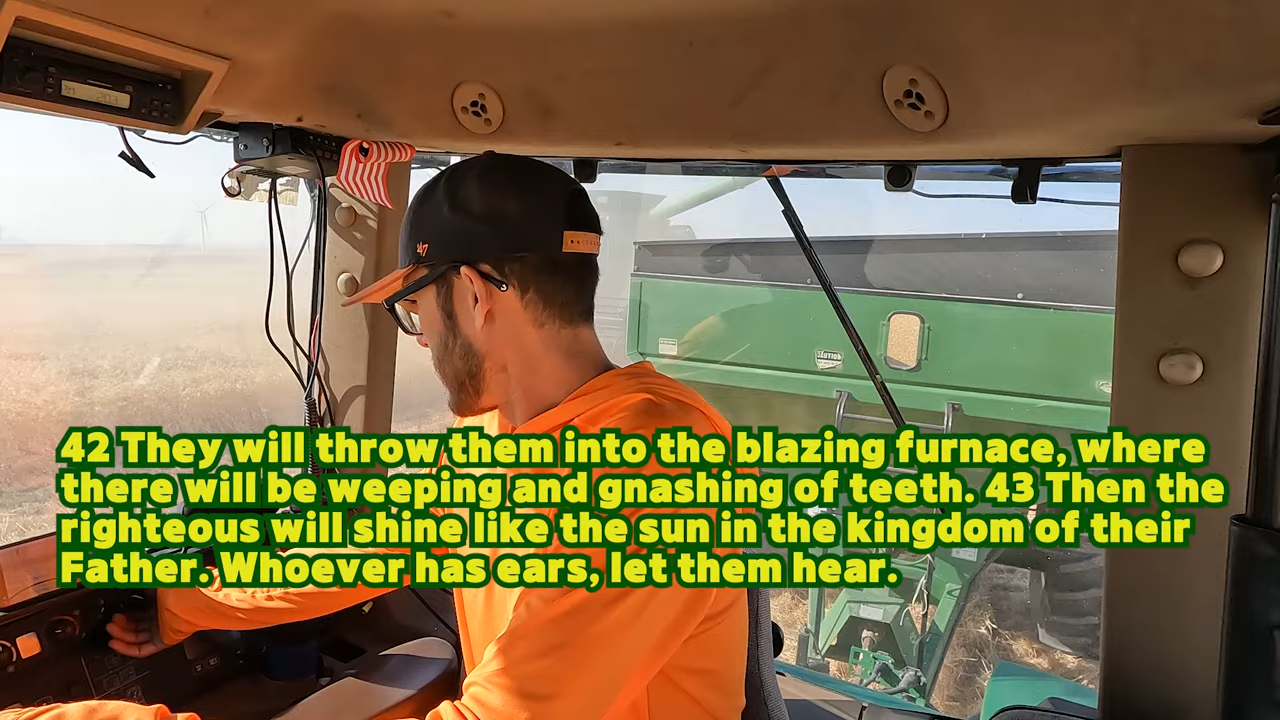 47
CAUTION
42 They will throw them into the blazing furnace, where
there will be weeping and gnashing of teeth. 43 Then the
righteous will shine like the sun in the kingdom of their
Father. Whoever has ears, let them hear.